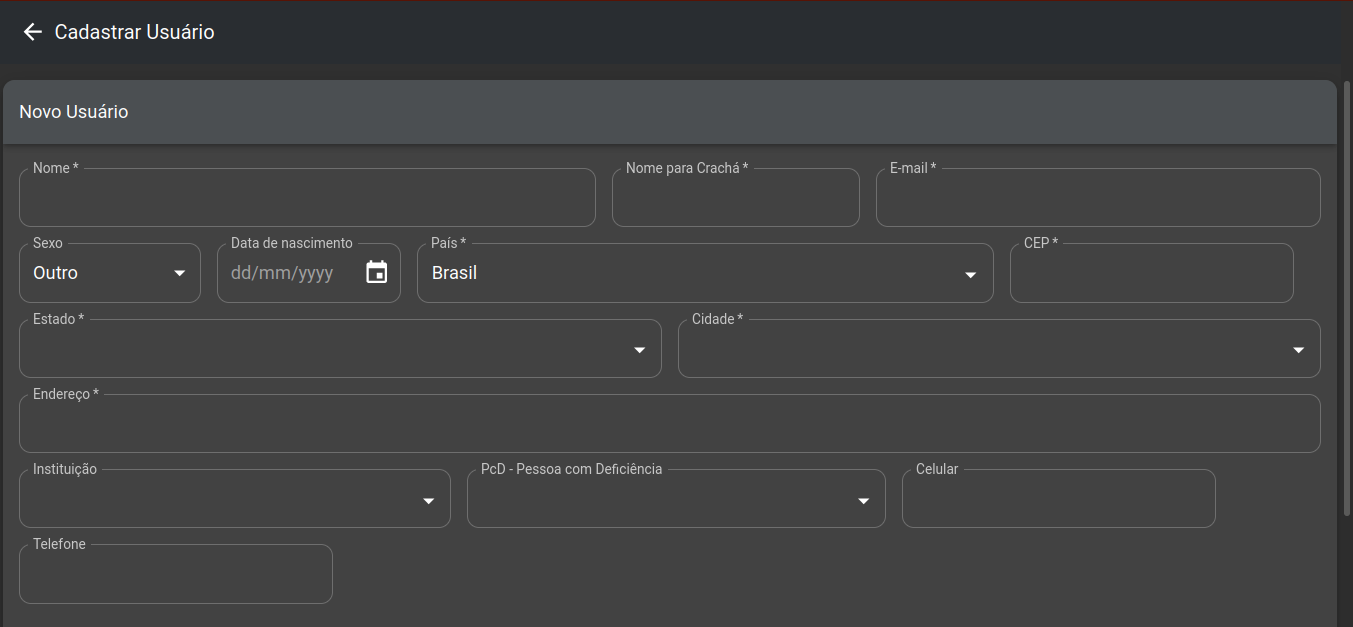 Cadastrar Usuário
Novo Usuário
Nome *
Nome para Crachá *
E-mail *
Sexo
Data de nascimento
País *
CEP *
Outro
dd/mm/yyyy
Brasil
Estado *
Cidade *
Endereço *
Instituição
PcD - Pessoa com Deficiência
Celular
Telefone